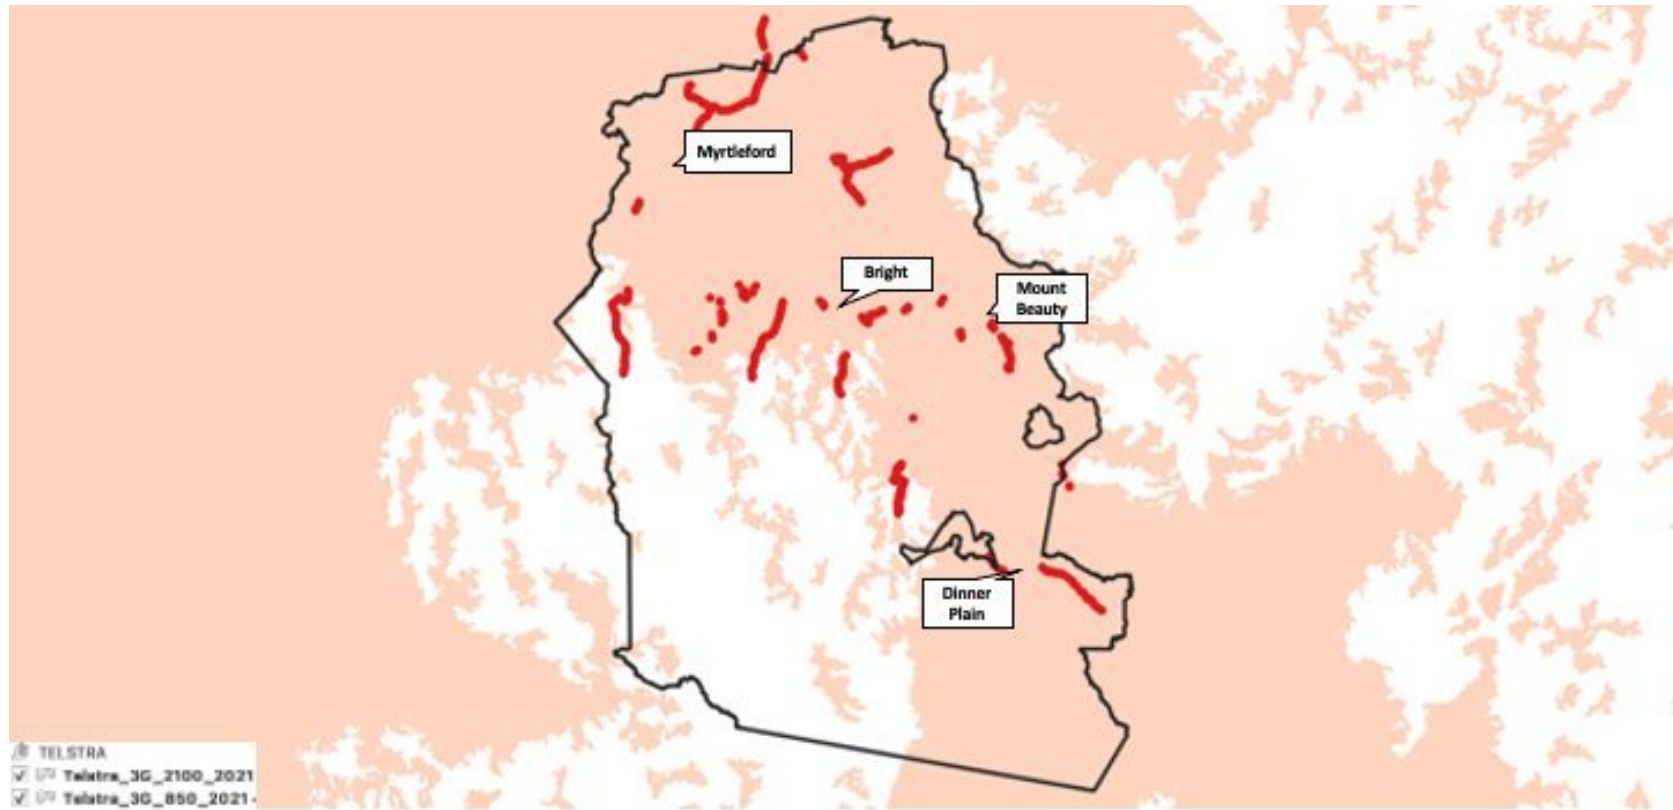 Myrtleford
Bright
Mount
Beauty
Dinner
Plain
TELSTRA
Telstra_3G_2100_2021
Telstra_3G_850_2021-